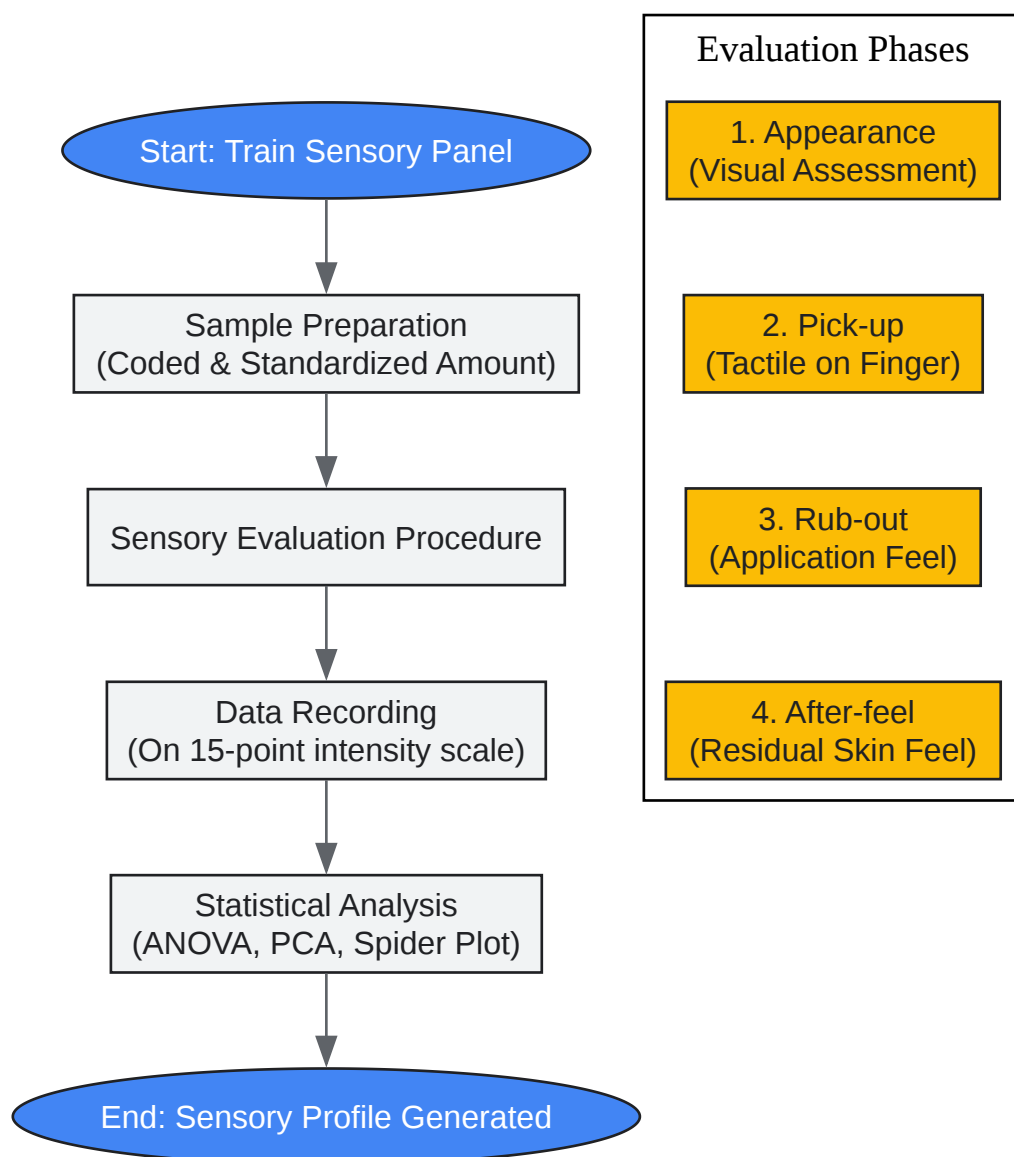 Start: Train Sensory Panel
Sample Preparation
(Coded & Standardized Amount)
Sensory Evaluation Procedure
Data Recording
(On 15-point intensity scale)
Statistical Analysis
(ANOVA, PCA, Spider Plot)
End: Sensory Profile Generated
Evaluation Phases
1. Appearance
(Visual Assessment)
2. Pick-up
(Tactile on Finger)
3. Rub-out
(Application Feel)
4. After-feel
(Residual Skin Feel)